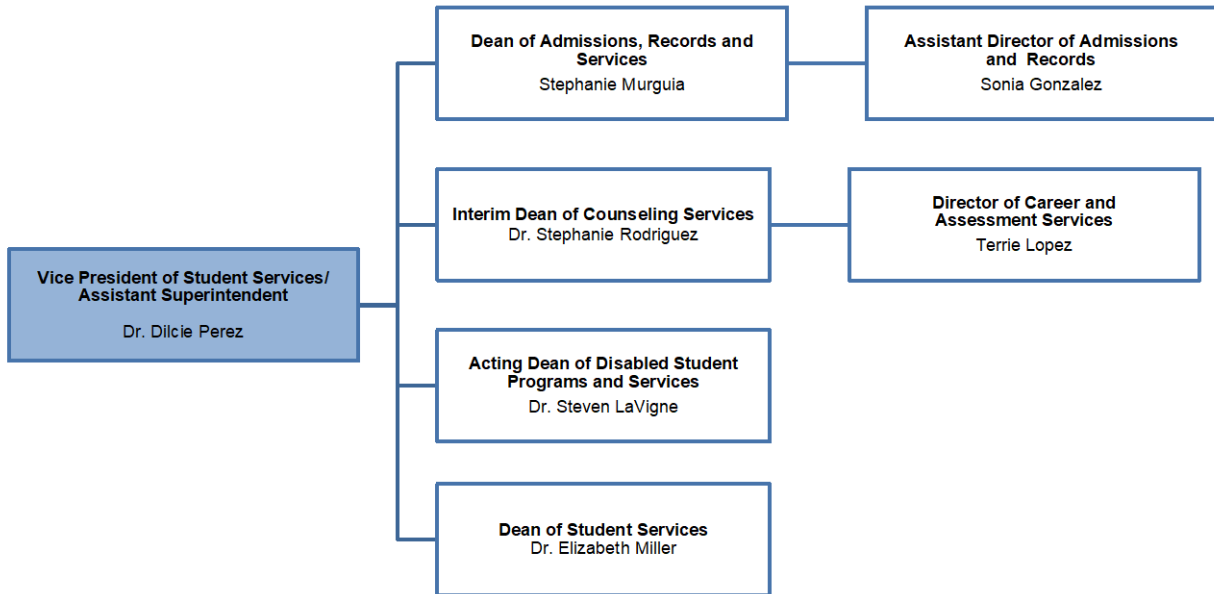 Dean of Admissions, Records and
Services
Stephanie Murguia
Assistant Director of Admissions
and Records
Sonia Gonzalez
Interim Dean of Counseling Services
Dr. Stephanie Rodriguez
Director of Career and
Assessment Services
Terrie Lopez
Vice President of Student Services/
Assistant Superintendent
Dr. Dilcie Perez
Acting Dean of Disabled Student
Programs and Services
Dr. Steven LaVigne
Dean of Student Services
Dr. Elizabeth Miller